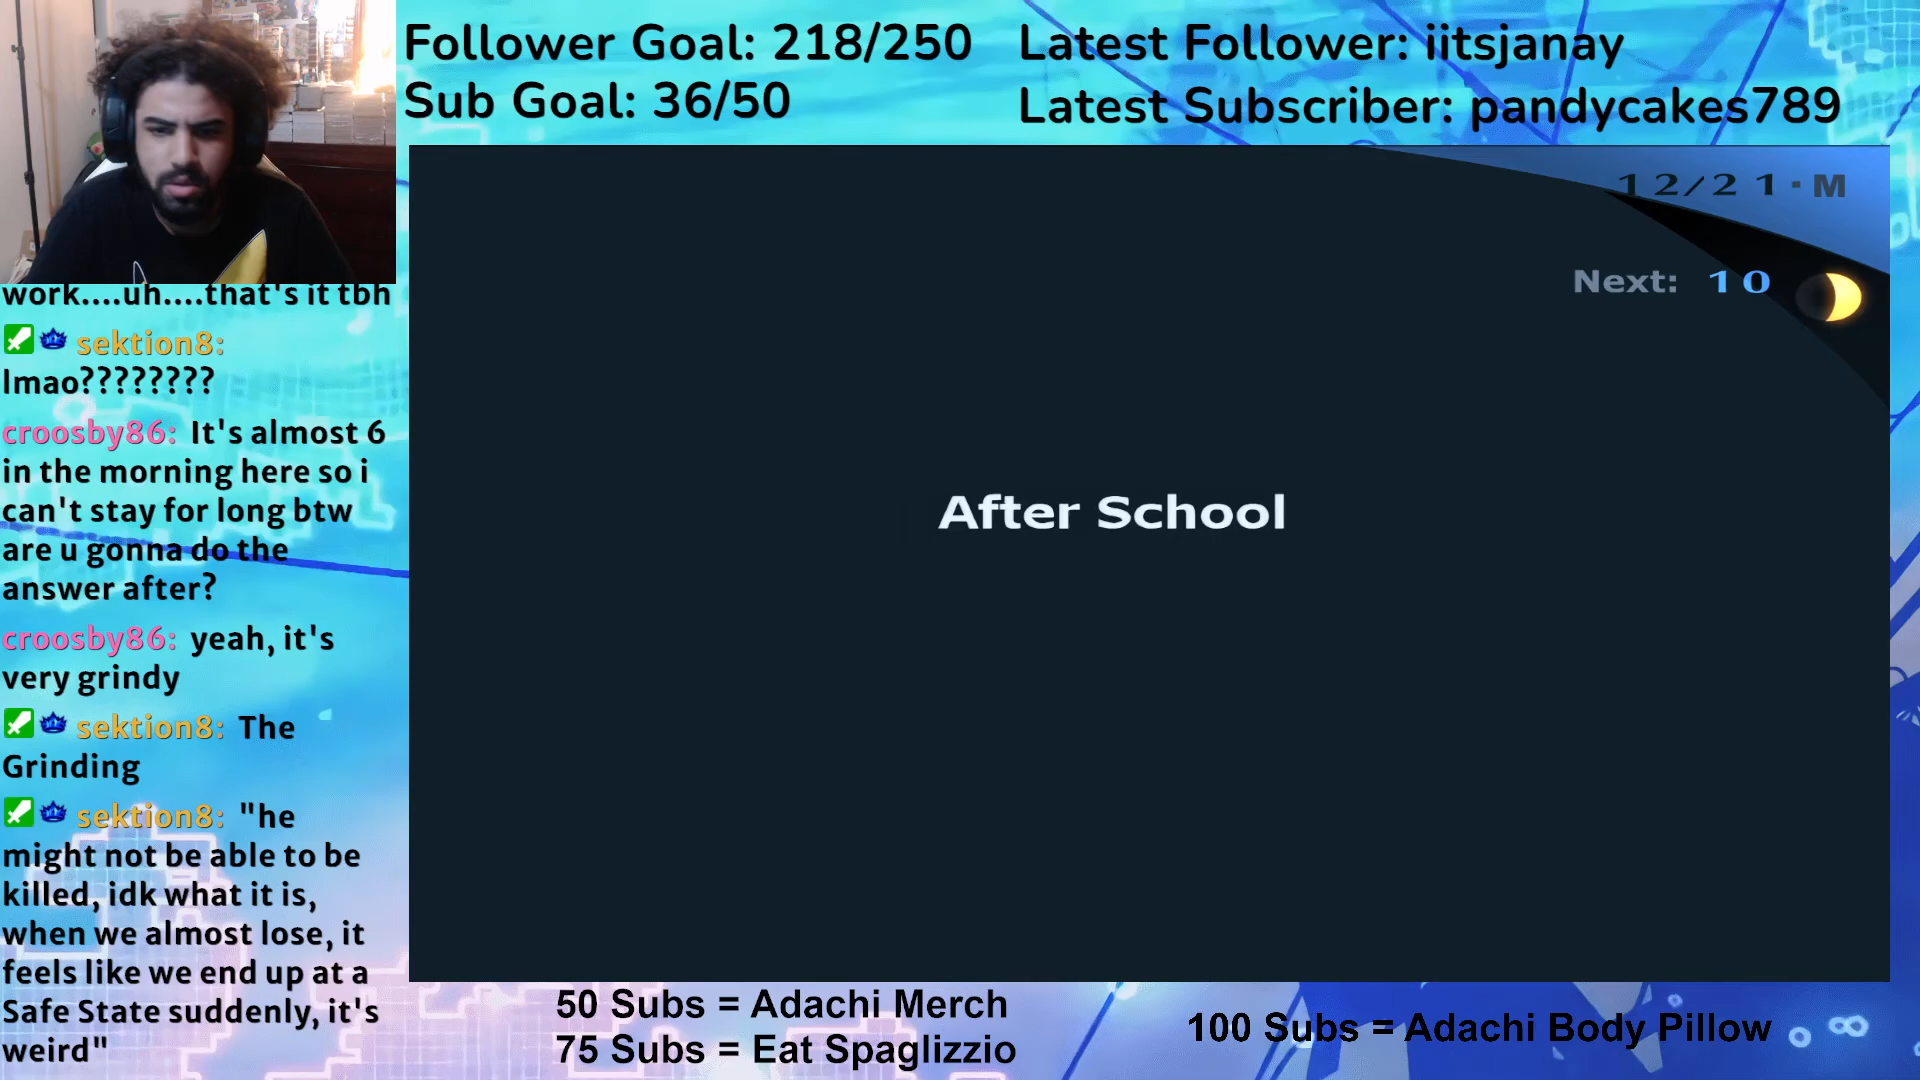 Follower Goal: 218/250
Sub Goal: 36/50
Latest Follower: iitsjanay
Latest Subscriber: pandycakes789
work....uh....that's it tbh
sektion8:
lmao????????
croosby86: It's almost 6
in the morning here so i
can't stay for long btw
are u gonna do the
answer after?
croosby86: yeah, it's
very grindy
sektion8: The
Grinding
sektion8: "he
might not be able to be
killed, idk what it is,
when we almost lose, it
feels like we end up at a
Safe State suddenly, it's
weird"
12/21·M
Next: 10
After School
50 Subs = Adachi Merch
75 Subs = Eat Spaglizzio
100 Subs = Adachi Body Pillow